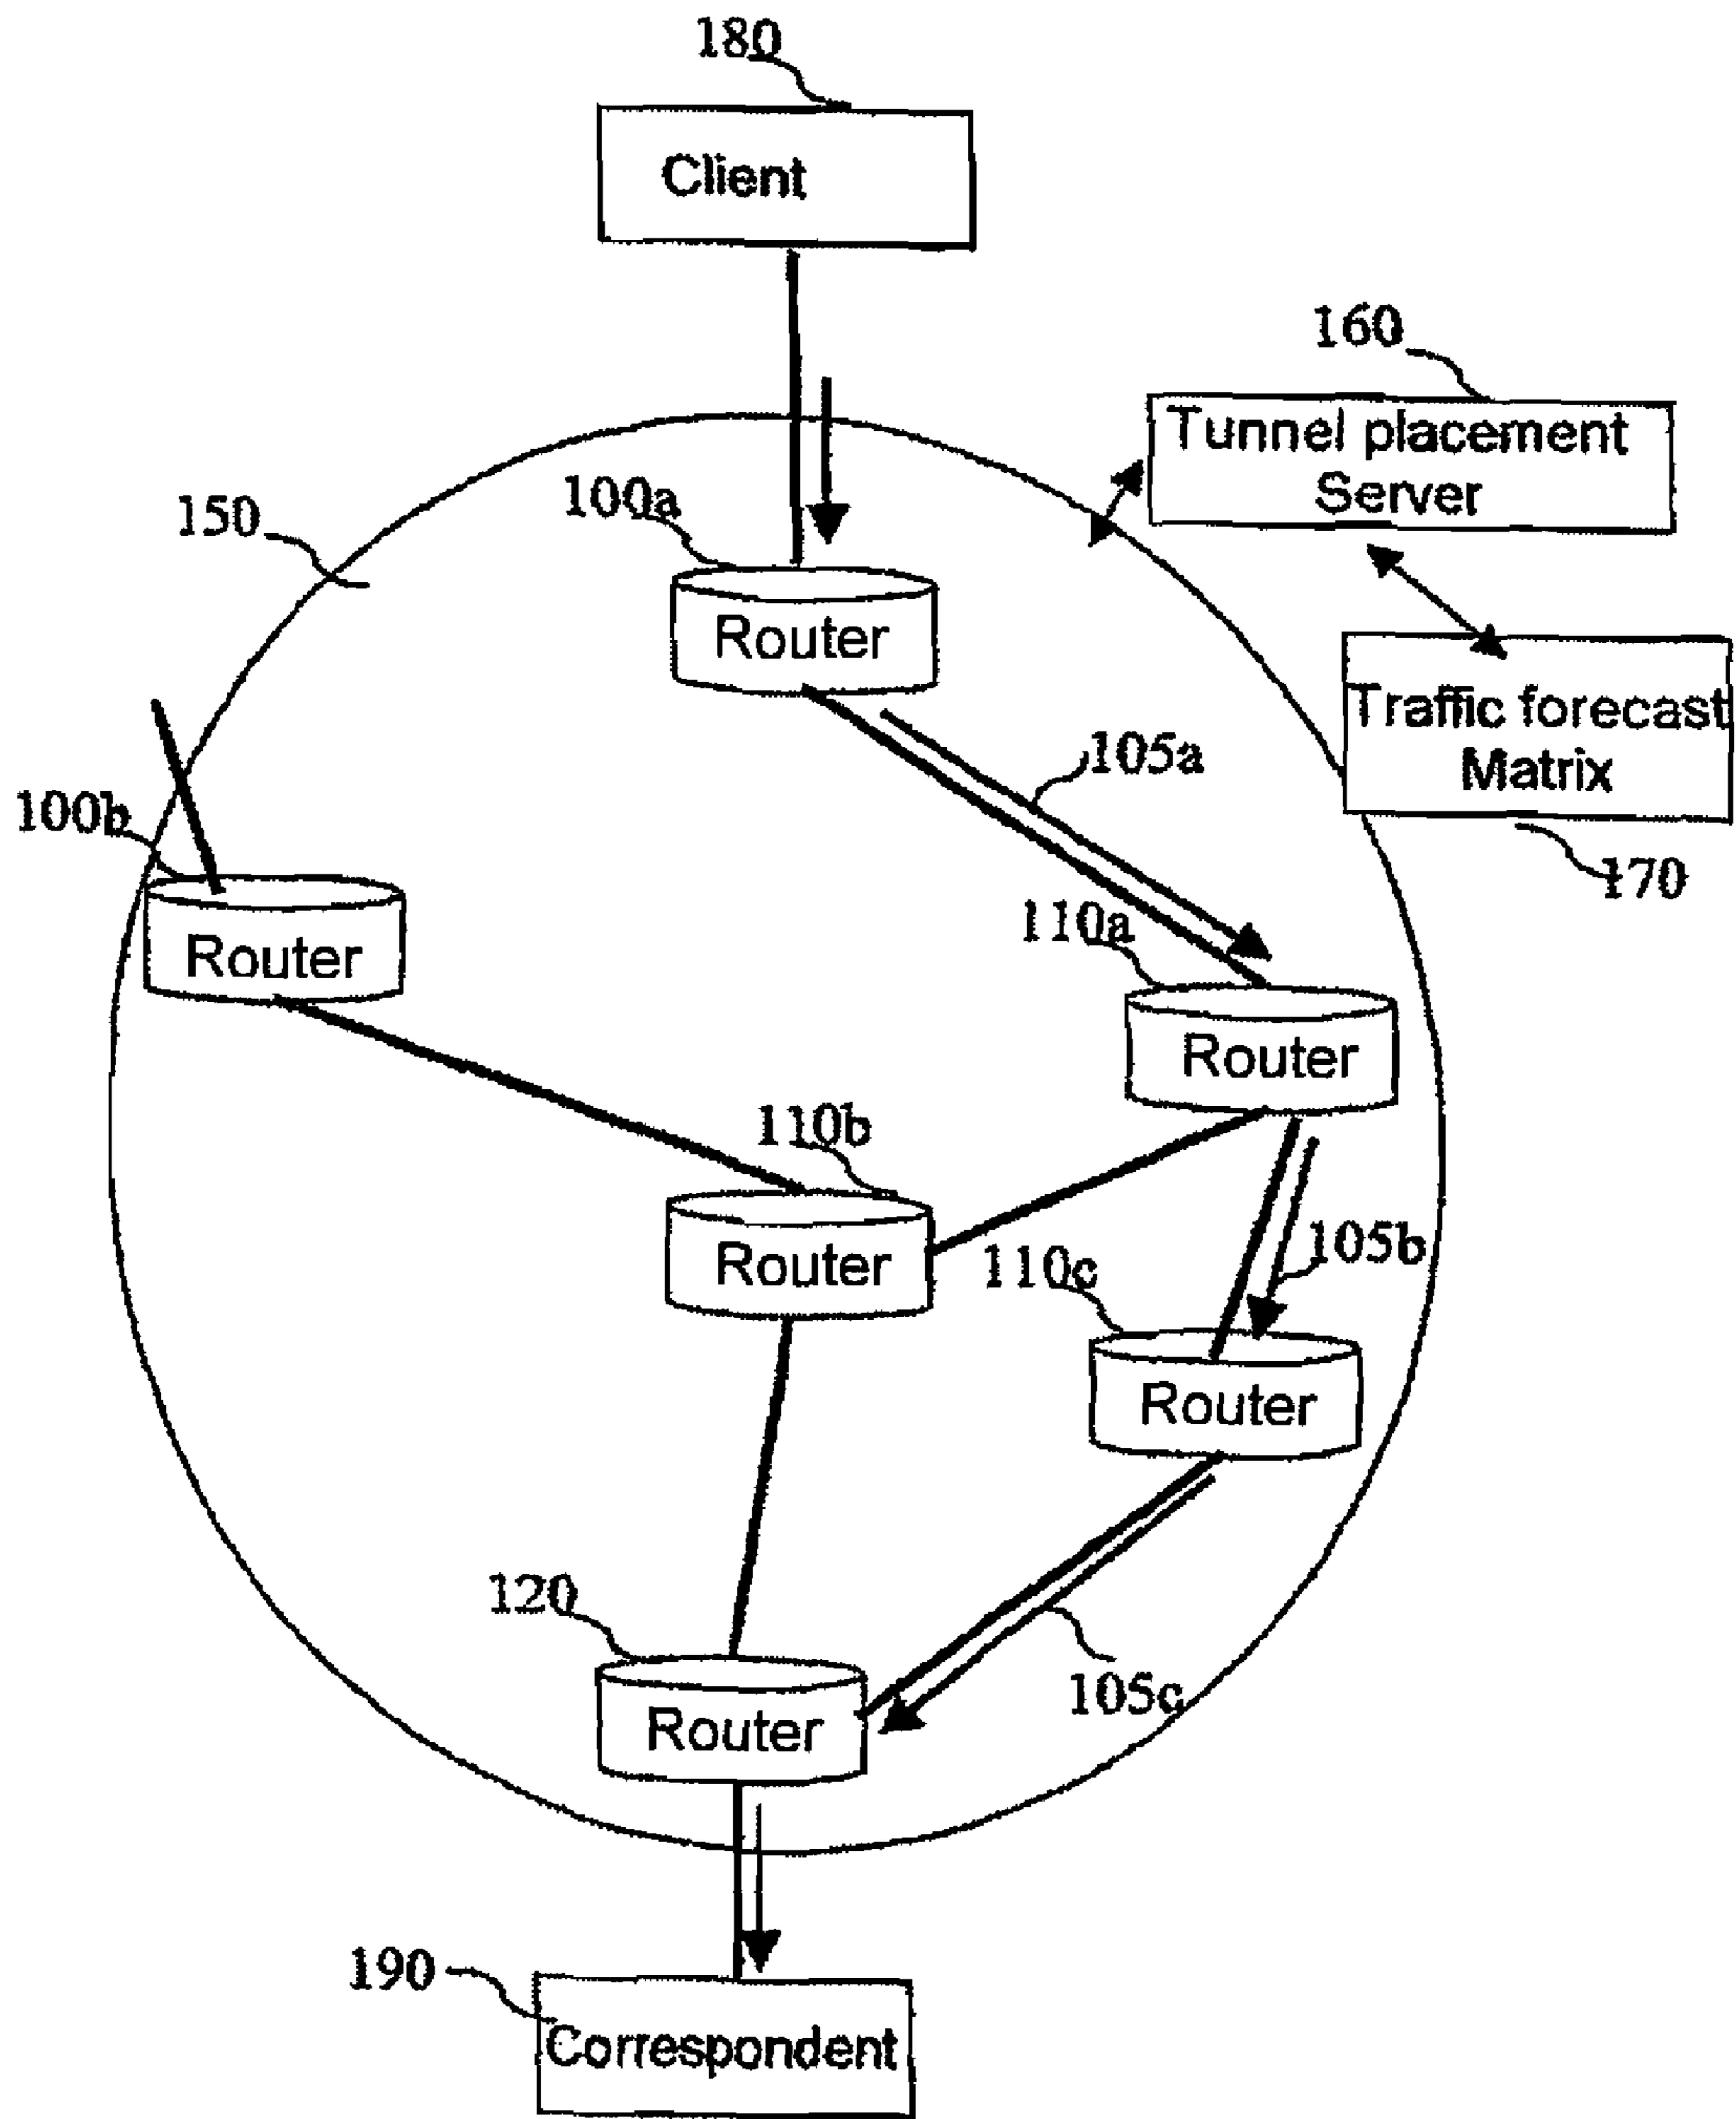 180
Client
160
Tunnel placement
Server
150
100a
Router
Traffic forecast
Matrix
170
105a
100b
Router
110a
Router
110b
Router
105b
110c
Router
120
Router
105c
190
Correspondent